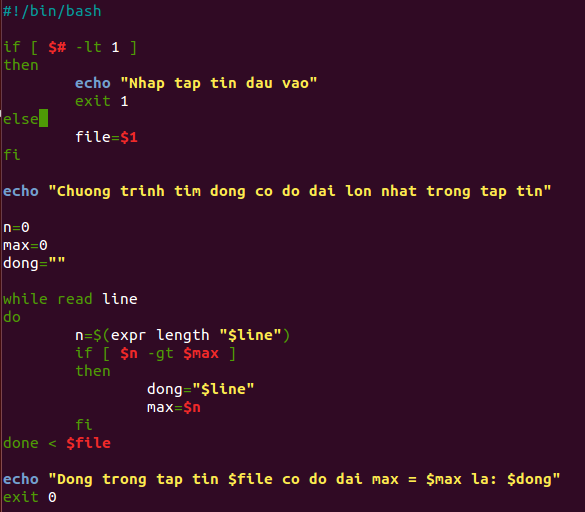 #!/bin/bash
if [ $# -lt 1 ]
then
echo "Nhap tap tin dau vao"
exit 1
else
file=$1
fi
echo "Chuong trinh tim dong co do dai lon nhat trong tap tin"
n=0
max=0
dong=""
while read line
do
n=$(expr length "$line")
if [ $n -gt $max ]
then
dong="$line"
max=$n
fi
done < $file
echo "Dong trong tap tin $file co do dai max = $max la: $dong"
exit 0